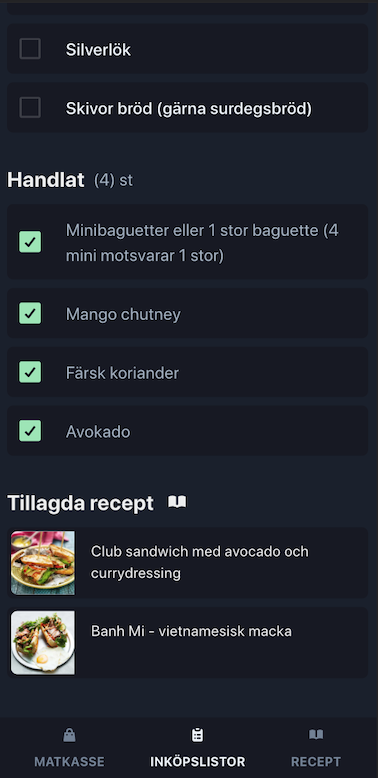 Silverlök
Skivor bröd (gärna surdegsbröd)
Handlat (4) st
Minibaguetter eller 1 stor baguette (4
mini motsvarar 1 stor)
Mango chutney
Färsk koriander
Avokado
Tillagda recept
Club sandwich med avocado och
currydressing
Banh Mi - vietnamesisk macka
MATKASSE INKÖPSLISTOR RECEPT